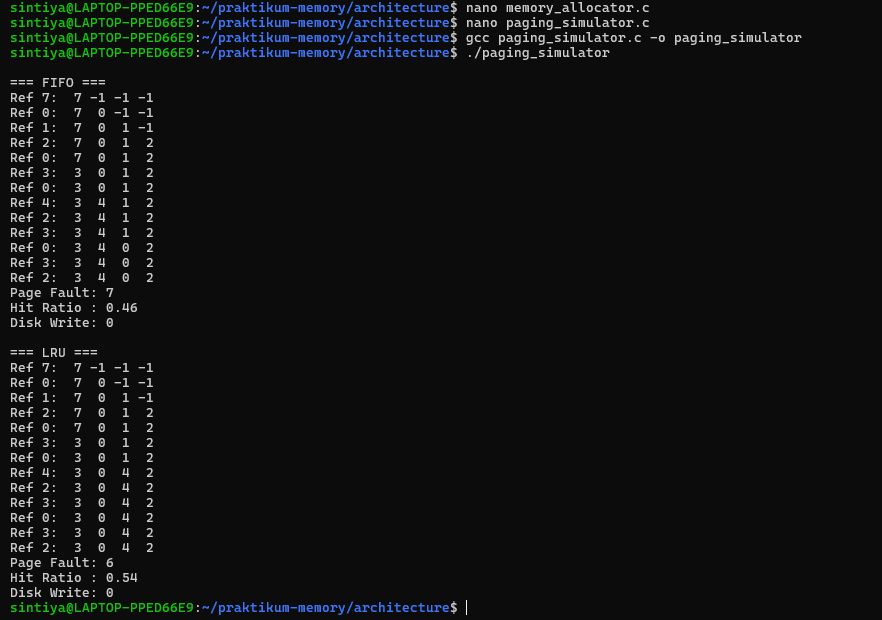 sintiya@LAPTOP-PPED66E9:~/praktikum-memory/architecture$ nano memory_allocator.c
sintiya@LAPTOP-PPED66E9:~/praktikum-memory/architecture$ nano paging_simulator.c
sintiya@LAPTOP-PPED66E9:~/praktikum-memory/architecture$ gcc paging_simulator.c -o paging_simulator
sintiya@LAPTOP-PPED66E9:~/praktikum-memory/architecture$ ./paging_simulator

=== FIFO ===
Ref 7:  7 -1 -1 -1
Ref 0:  7  0 -1 -1
Ref 1:  7  0  1 -1
Ref 2:  7  0  1  2
Ref 0:  7  0  1  2
Ref 3:  3  0  1  2
Ref 0:  3  0  1  2
Ref 4:  3  4  1  2
Ref 2:  3  4  1  2
Ref 3:  3  4  1  2
Ref 0:  3  4  0  2
Ref 3:  3  4  0  2
Ref 2:  3  4  0  2
Page Fault: 7
Hit Ratio : 0.46
Disk Write: 0

=== LRU ===
Ref 7:  7 -1 -1 -1
Ref 0:  7  0 -1 -1
Ref 1:  7  0  1 -1
Ref 2:  7  0  1  2
Ref 0:  7  0  1  2
Ref 3:  3  0  1  2
Ref 0:  3  0  1  2
Ref 4:  3  0  4  2
Ref 2:  3  0  4  2
Ref 3:  3  0  4  2
Ref 0:  3  0  4  2
Ref 3:  3  0  4  2
Ref 2:  3  0  4  2
Page Fault: 6
Hit Ratio : 0.54
Disk Write: 0
sintiya@LAPTOP-PPED66E9:~/praktikum-memory/architecture$